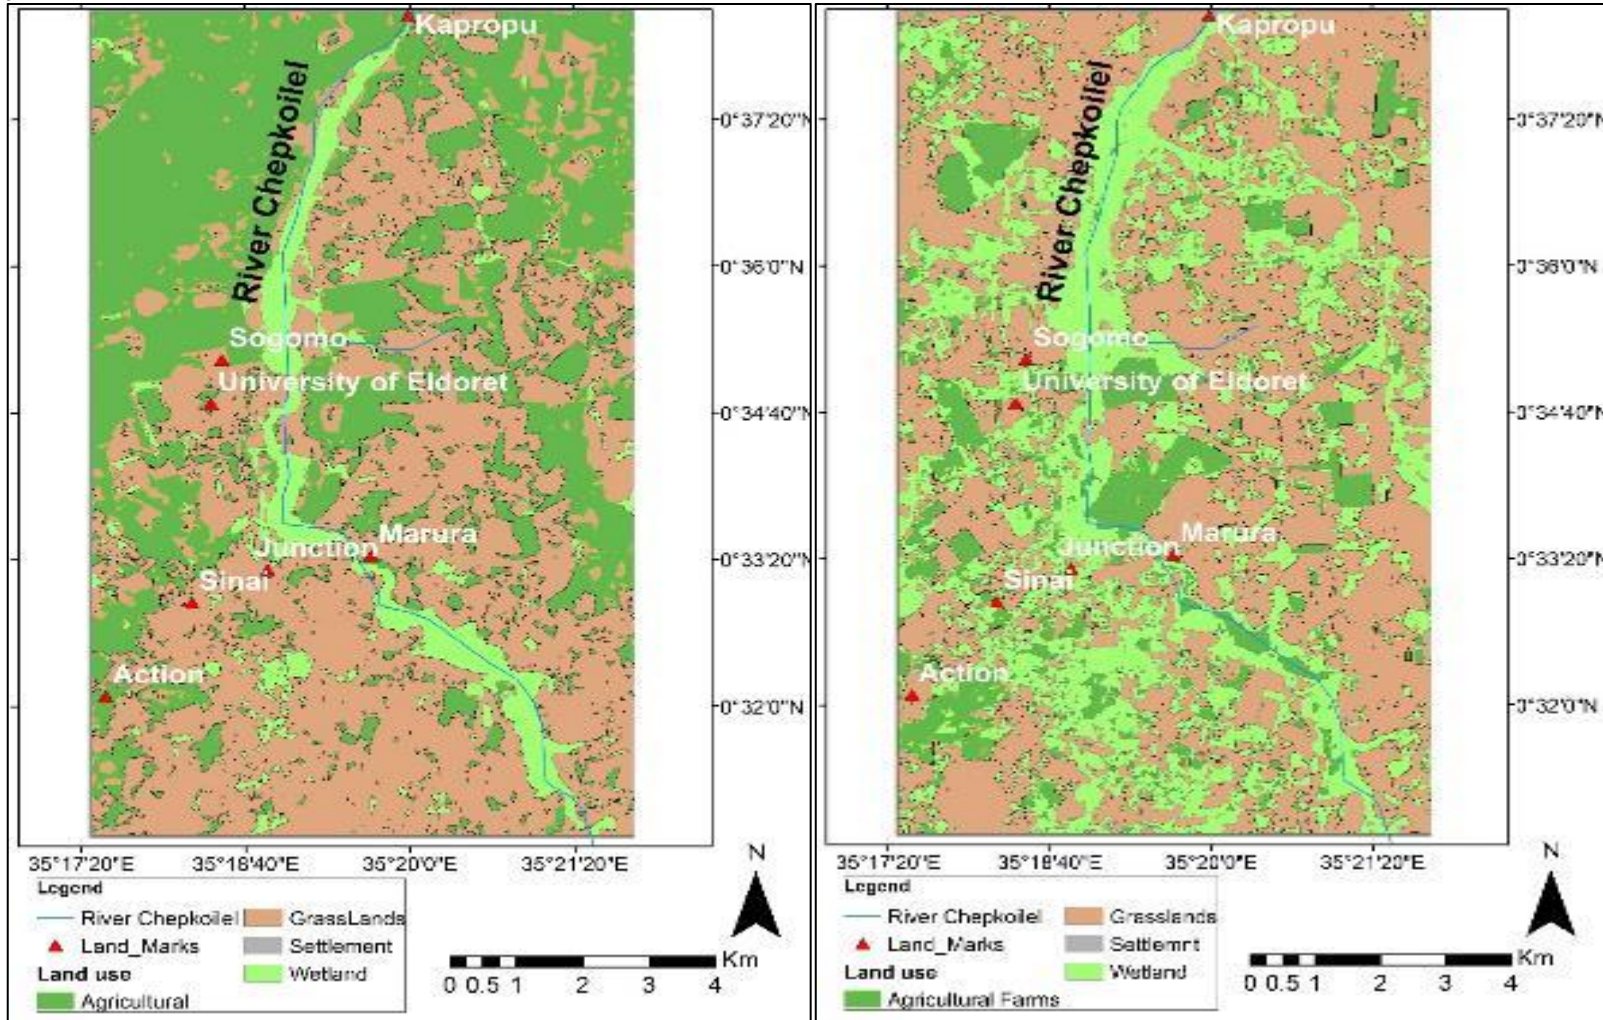 Kapropu
River Chepkoilel
0°37'20"N
0°36'0"N
Sogomo
University of Eldoret
0°34'40"N
Marura
Junction
0°33'20"N
Sinai
Action
0°32'0"N
35°17'20"E 35°18'40"E 35°20'0"E 35°21'20"E
N
Legend
River Chepkoilel
GrassLands
Land_Marks
Settlement
Land use
Wetland
Agricultural
Km
0 0.5 1 2 3 4
Kapropu
River Chepkoilel
0°37'20"N
0°36'0"N
Sogomo
University of Eldoret
0°34'40"N
Marura
Junction
0°33'20"N
Sinai
Action
0°32'0"N
35°17'20"E 35°18'40"E 35°20'0"E 35°21'20"E
N
Legend
River Chepkoilel
Grasslands
Land_Marks
Settlemnt
Land use
Wetland
Agricultural Farms
Km
0 0.5 1 2 3 4